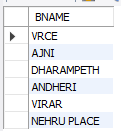 BNAME
VRCE
AJNI
DHARAMPETH
ANDHERI
VIRAR
NEHRU PLACE